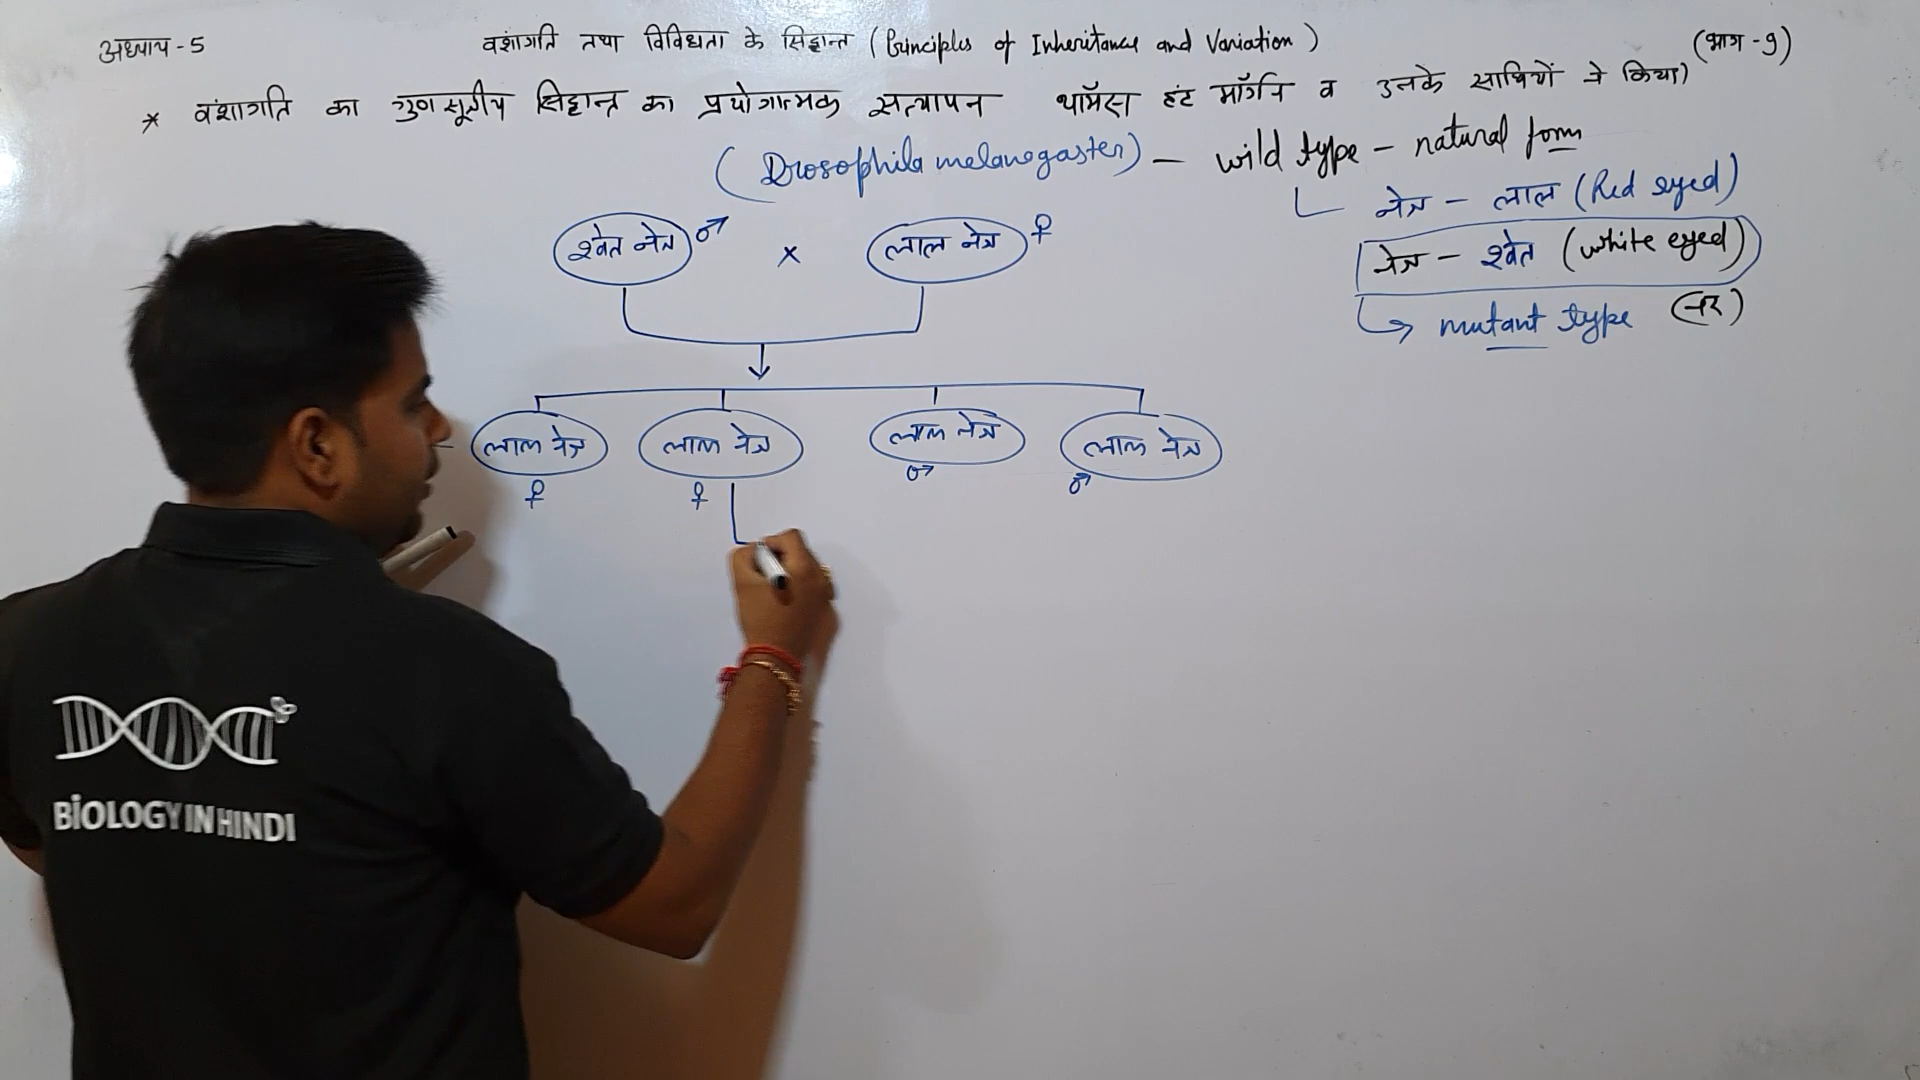 अध्याय - 5
वशांगति तथा विविधता के सिद्धान्त (Principles of Inheritance and Variation)
(भाग - 9)
* वंशागति का गुणसूत्रीय सिद्धान्त का प्रयोगात्मक सत्यापन थॉमस हंट मॉर्गन व उनके साथियों ने किया)
(Drosophila melanogaster) — wild type - natural form
नेत्र - लाल (Red eyed)
श्वेत नेत्र ♂ × लाल नेत्र ♀
नेत्र - श्वेत (white eyed)
→ mutant type (नर)
लाल नेत्र लाल नेत्र लाल नेत्र लाल नेत्र
♀ ♀ ♂ ♂
BiOLOGY IN HINDI